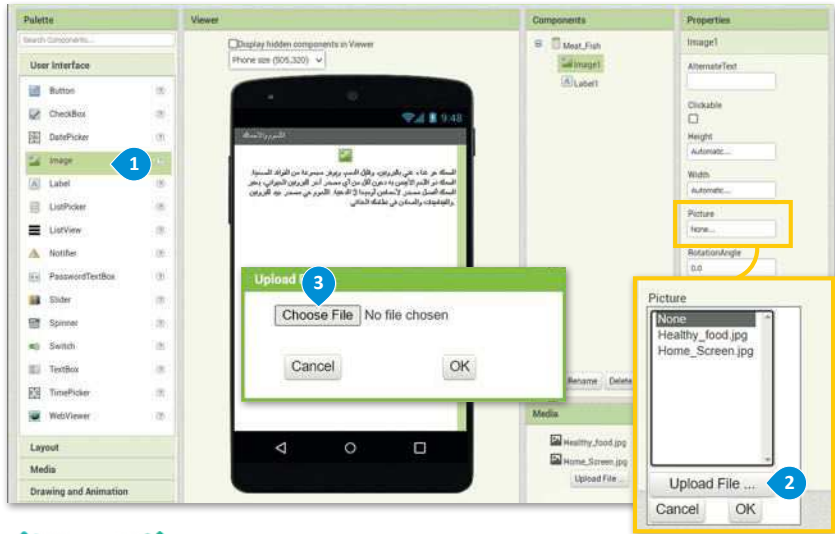 Palette
Search Components...
User Interface
Button
CheckBox
DatePicker
Image
1
Label
ListPicker
ListView
Notifier
PasswordTextBox
Slider
Spinner
Switch
TextBox
TimePicker
WebViewer
Layout
Media
Drawing and Animation
Viewer
Display hidden components in Viewer
Phone size (505,320)
9:48
Upload
3
Choose File
No file chosen
Cancel
OK
Components
Meat_Fish
Image1
Label1
Rename
Delete
Media
Healthy_food.jpg
Home_Screen.jpg
Upload File ...
Properties
Image1
AlternateText
Clickable
Height
Automatic...
Width
Automatic...
Picture
None...
RotationAngle
0.0
Picture
None
Healthy_food.jpg
Home_Screen.jpg
Upload File ...
2
Cancel
OK